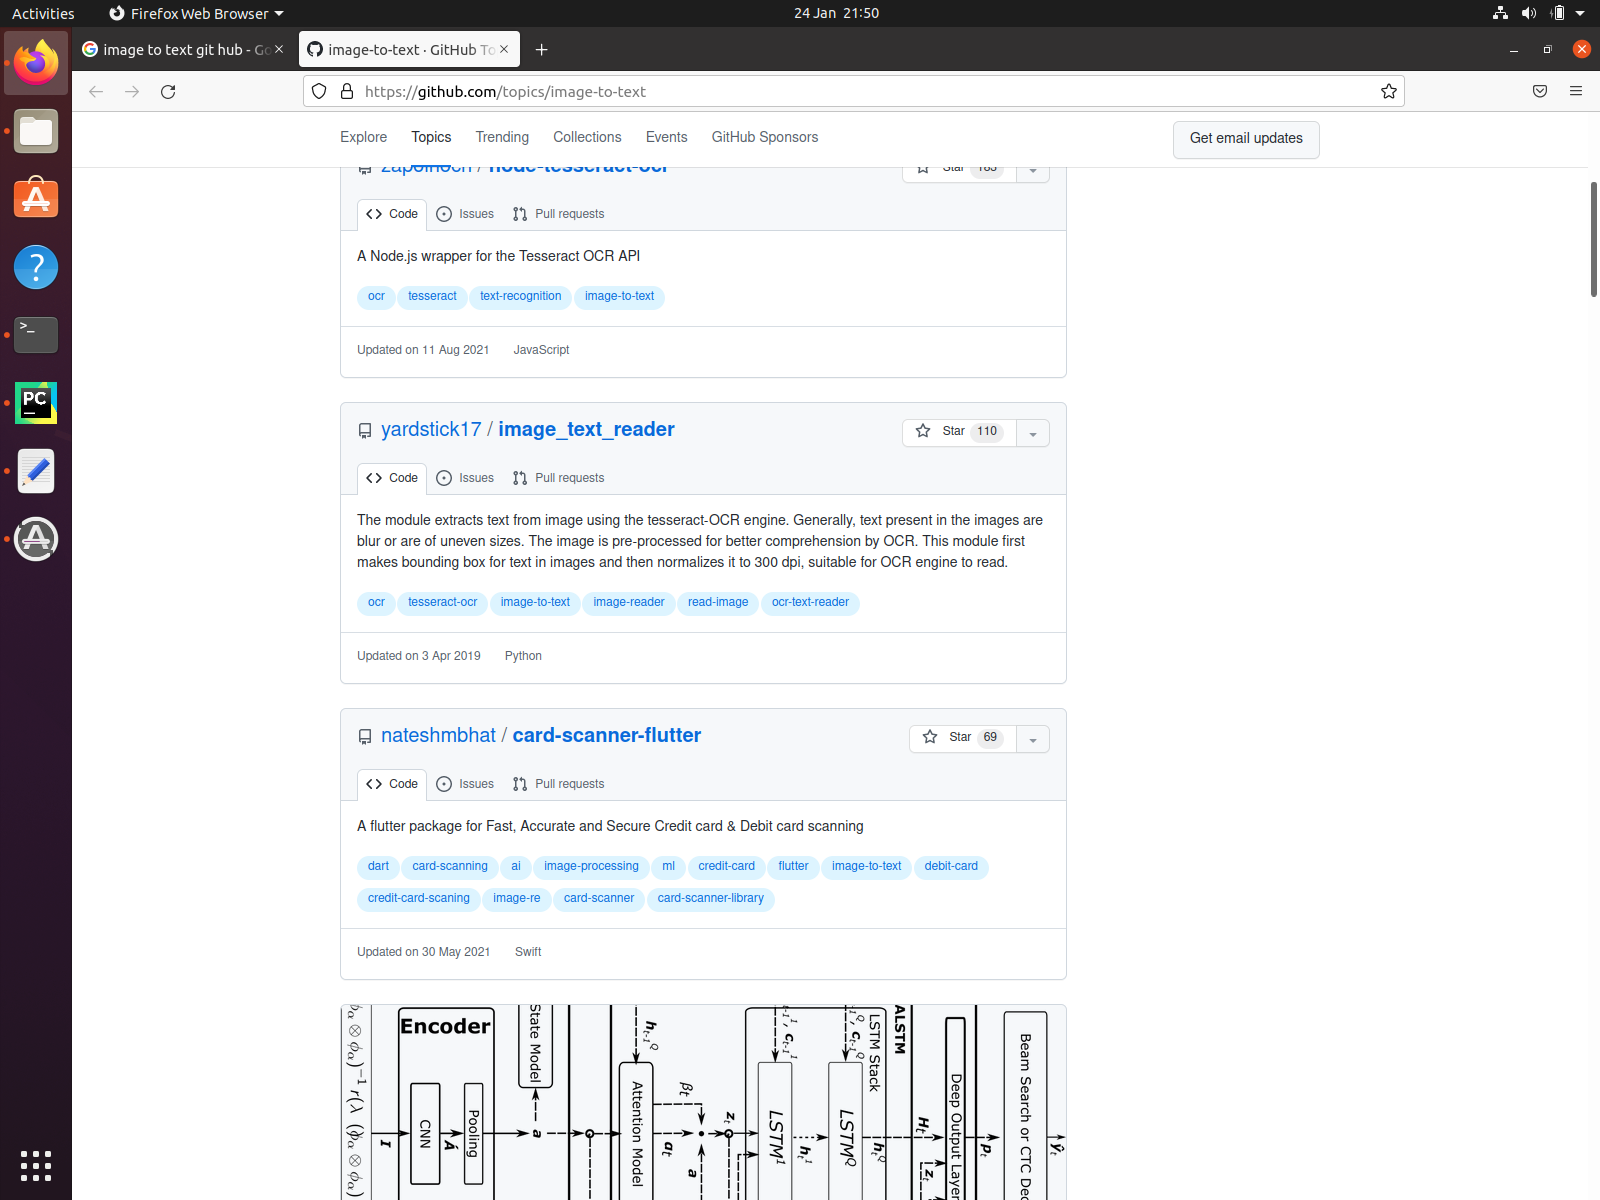 Activities
Firefox Web Browser
24 Jan 21:50
image to text git hub - Go
image-to-text · GitHub To
https://github.com/topics/image-to-text
Explore
Topics
Trending
Collections
Events
GitHub Sponsors
Get email updates
/ node-tesseract-ocr
Star
Code
Issues
Pull requests
A Node.js wrapper for the Tesseract OCR API
ocr
tesseract
text-recognition
image-to-text
Updated on 11 Aug 2021
JavaScript
yardstick17 / image_text_reader
Star 110
Code
Issues
Pull requests
The module extracts text from image using the tesseract-OCR engine. Generally, text present in the images are
blur or are of uneven sizes. The image is pre-processed for better comprehension by OCR. This module first
makes bounding box for text in images and then normalizes it to 300 dpi, suitable for OCR engine to read.
ocr
tesseract-ocr
image-to-text
image-reader
read-image
ocr-text-reader
Updated on 3 Apr 2019
Python
nateshmbhat / card-scanner-flutter
Star 69
Code
Issues
Pull requests
A flutter package for Fast, Accurate and Secure Credit card & Debit card scanning
dart
card-scanning
ai
image-processing
ml
credit-card
flutter
image-to-text
debit-card
credit-card-scaning
image-re
card-scanner
card-scanner-library
Updated on 30 May 2021
Swift
Encoder
CNN
Pooling
State Model
Attention Model
LSTM Stack
ALSTM
Deep Output Layer
Beam Search or CTC Dec